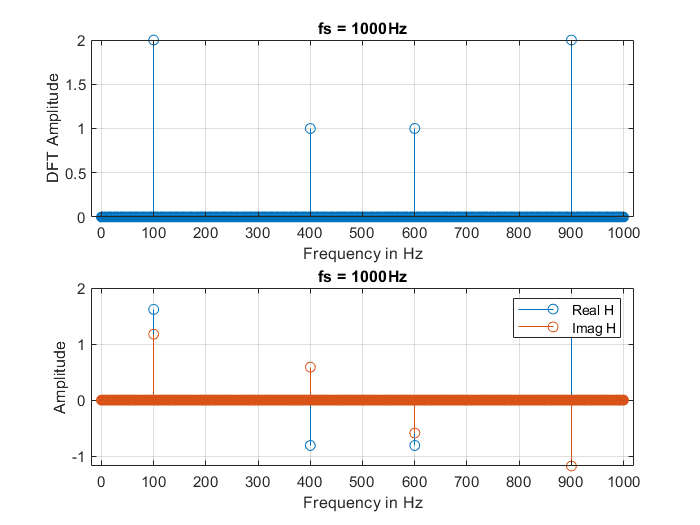 fs = 1000Hz
2
1.5
1
0.5
0
DFT Amplitude
0 100 200 300 400 500 600 700 800 900 1000
Frequency in Hz
fs = 1000Hz
2
1
0
-1
Amplitude
Real H
Imag H
0 100 200 300 400 500 600 700 800 900 1000
Frequency in Hz